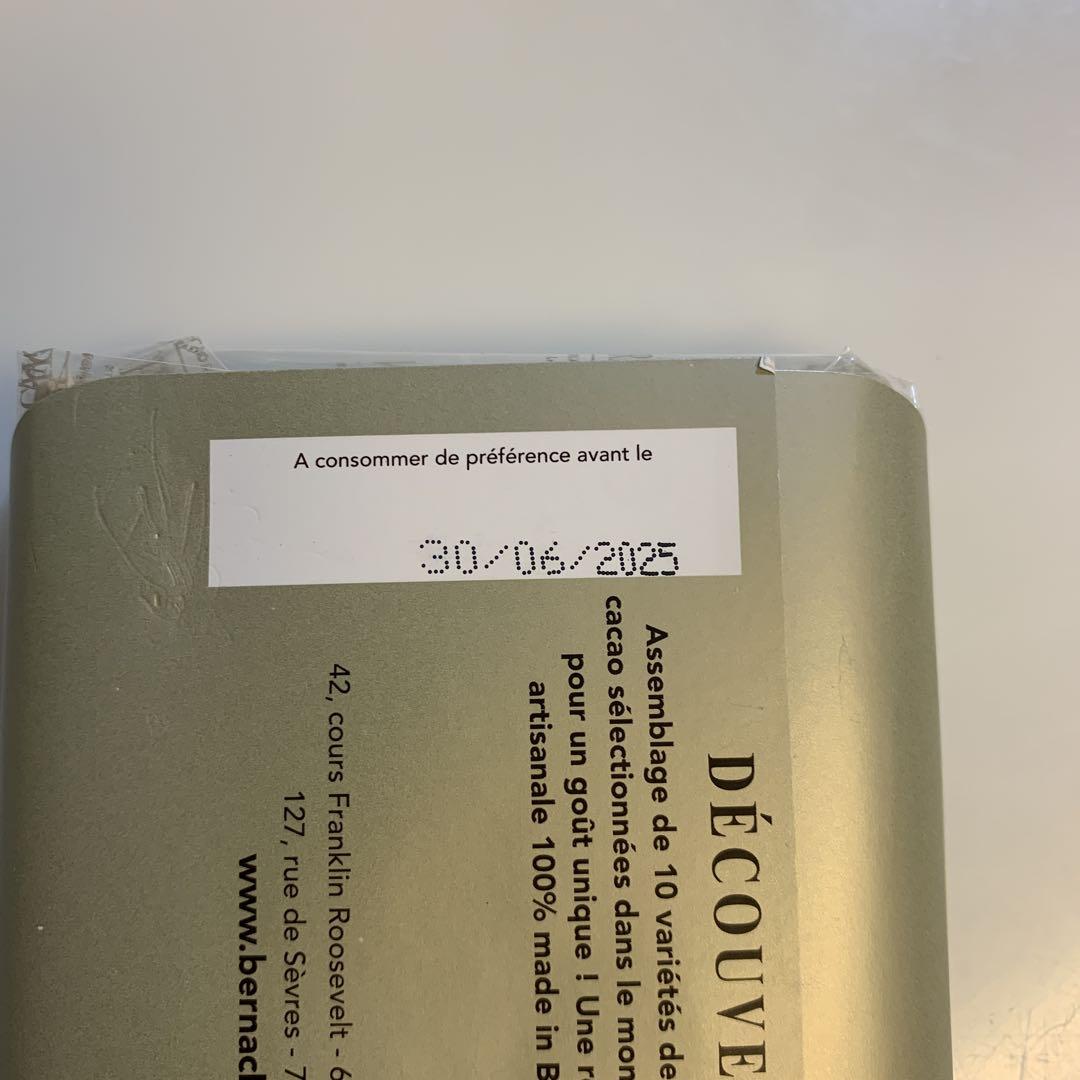 A consommer de préférence avant le
30/06/2025
DÉCOUVE
Assemblage de 10 variétés de
cacao sélectionnées dans le mon
pour un goût unique ! Une r
artisanale 100% made in B
42, cours Franklin Roosevelt - 6
127, rue de Sèvres - 7
www.bernac